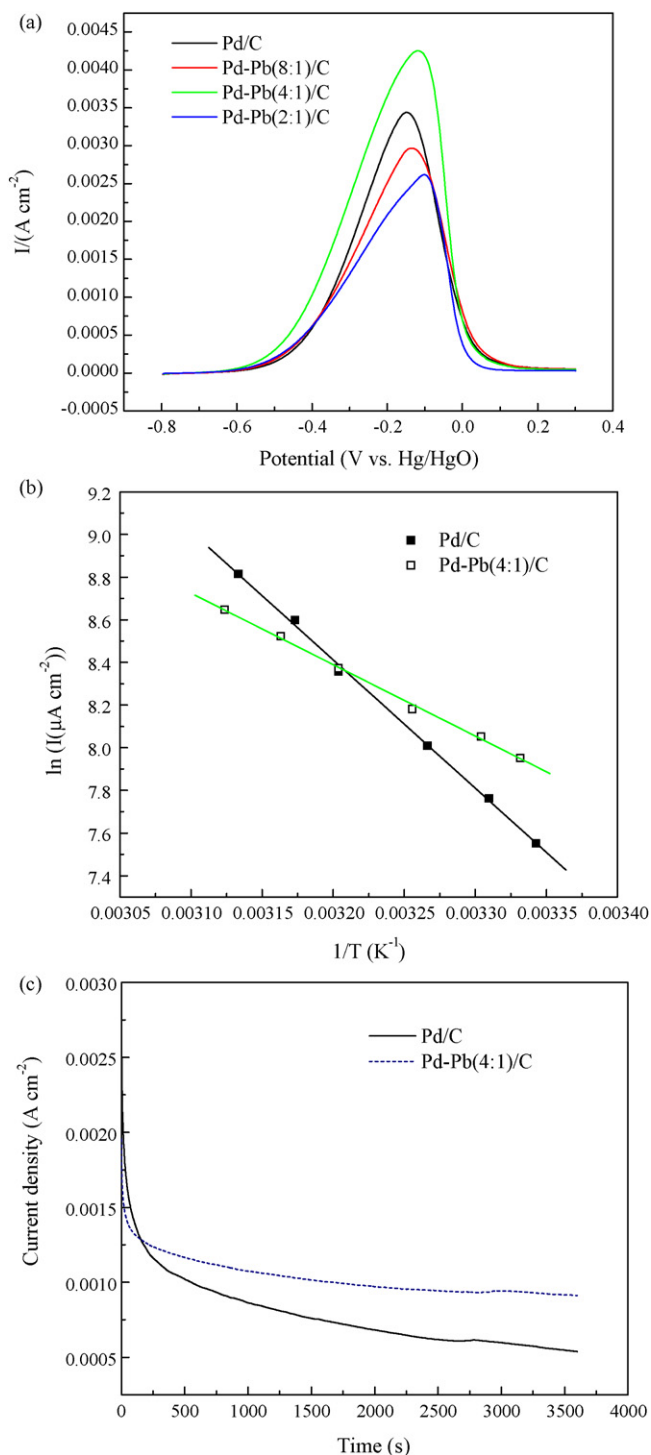 (a)
Pd/C
Pd-Pb(8:1)/C
Pd-Pb(4:1)/C
Pd-Pb(2:1)/C
0.0045
0.0040
0.0035
0.0030
0.0025
0.0020
0.0015
0.0010
0.0005
0.0000
-0.0005
I/(A cm⁻²)
-0.8 -0.6 -0.4 -0.2 0.0 0.2 0.4
Potential (V vs. Hg/HgO)
(b)
Pd/C
Pd-Pb(4:1)/C
9.2
9.0
8.8
8.6
8.4
8.2
8.0
7.8
7.6
7.4
ln (I(μA cm⁻²))
0.00305 0.00310 0.00315 0.00320 0.00325 0.00330 0.00335 0.00340
1/T (K⁻¹)
(c)
Pd/C
Pd-Pb(4:1)/C
0.0030
0.0025
0.0020
0.0015
0.0010
0.0005
Current density (A cm⁻²)
0 500 1000 1500 2000 2500 3000 3500 4000
Time (s)